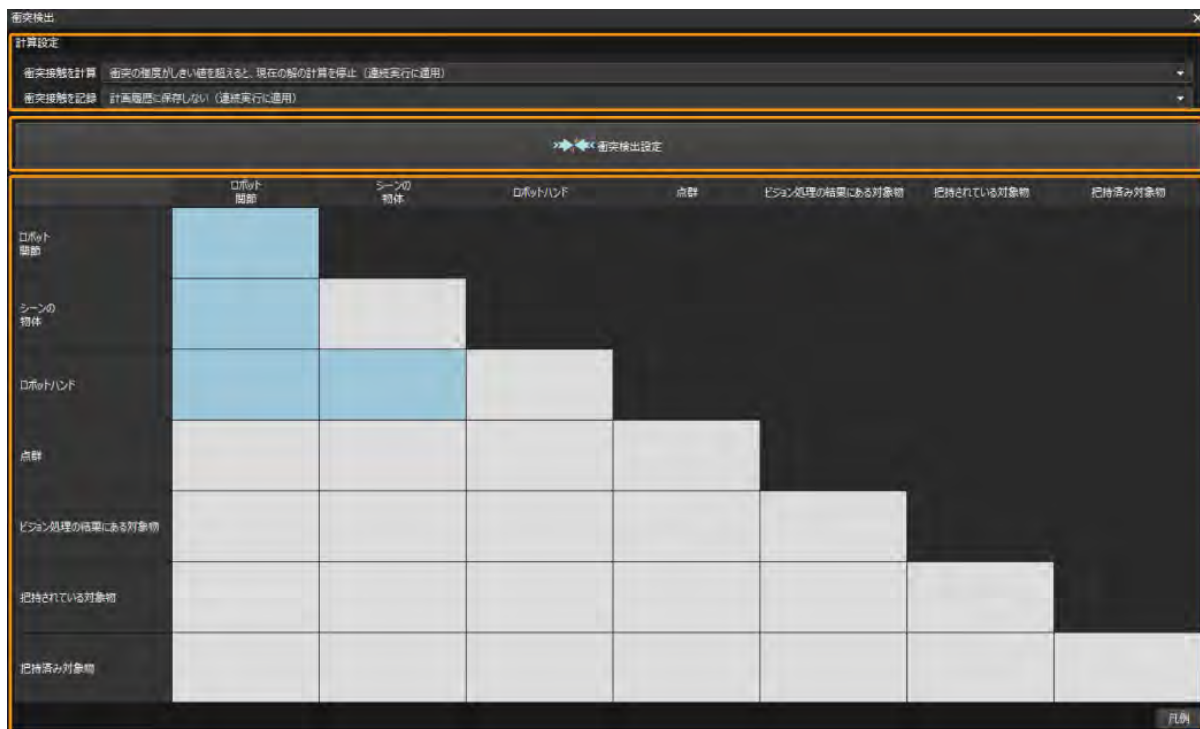 衝突検出
計算設定
衝突接触を計算 衝突の強度がしきい値を超えると、現在の解の計算を停止（連続実行に適用）
衝突接触を記録 計画履歴に保存しない（連続実行に適用）
衝突検出設定
ロボット
関節
シーンの
物体
ロボットハンド
点群
ビジョン処理の結果にある対象物
把持されている対象物
把持済み対象物
ロボット
関節
シーンの
物体
ロボットハンド
点群
ビジョン処理の結果にある対象物
把持されている対象物
把持済み対象物
凡例